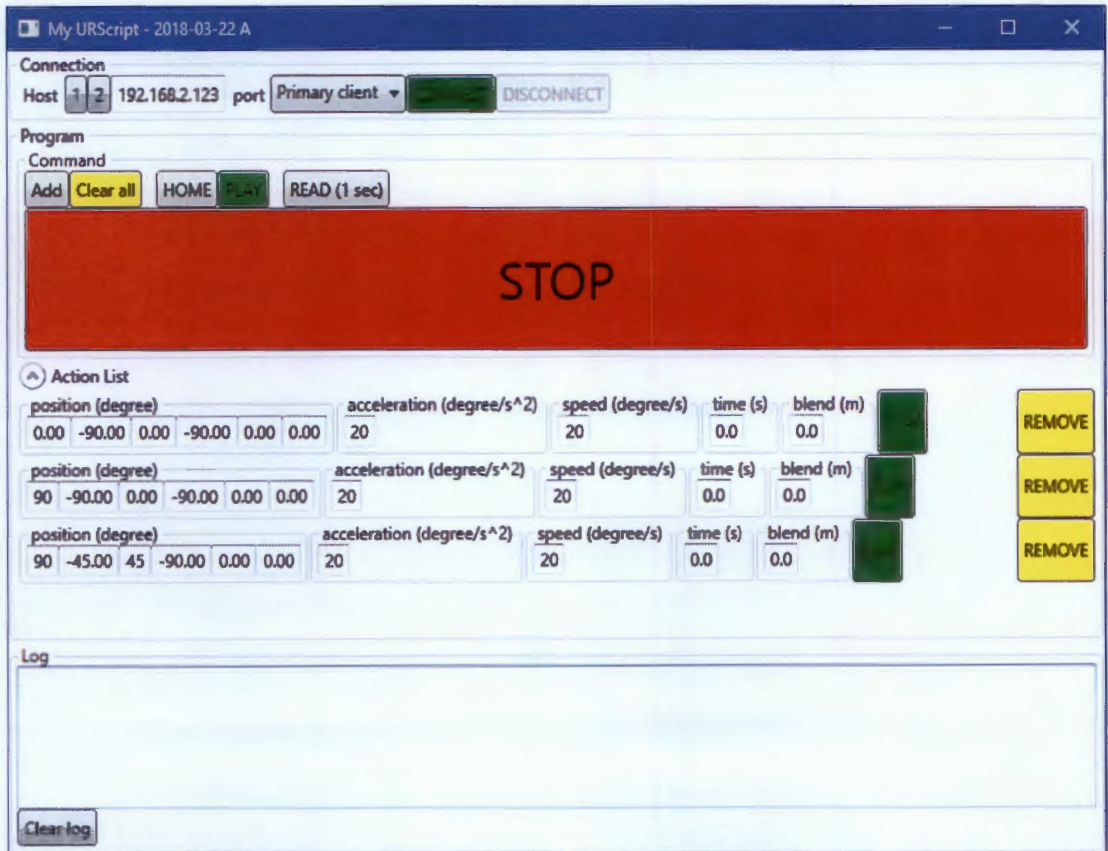 My URScript - 2018-03-22 A
Connection
Host 1 2 192.168.2.123 port Primary client DISCONNECT
Program
Command
Add Clear all HOME PLAY READ (1 sec)
STOP
Action List
position (degree) acceleration (degree/s^2) speed (degree/s) time (s) blend (m)
0.00 -90.00 0.00 -90.00 0.00 0.00 20 20 0.0 0.0 REMOVE
position (degree) acceleration (degree/s^2) speed (degree/s) time (s) blend (m)
90 -90.00 0.00 -90.00 0.00 0.00 20 20 0.0 0.0 REMOVE
position (degree) acceleration (degree/s^2) speed (degree/s) time (s) blend (m)
90 -45.00 45 -90.00 0.00 0.00 20 20 0.0 0.0 REMOVE
Log
Clear log